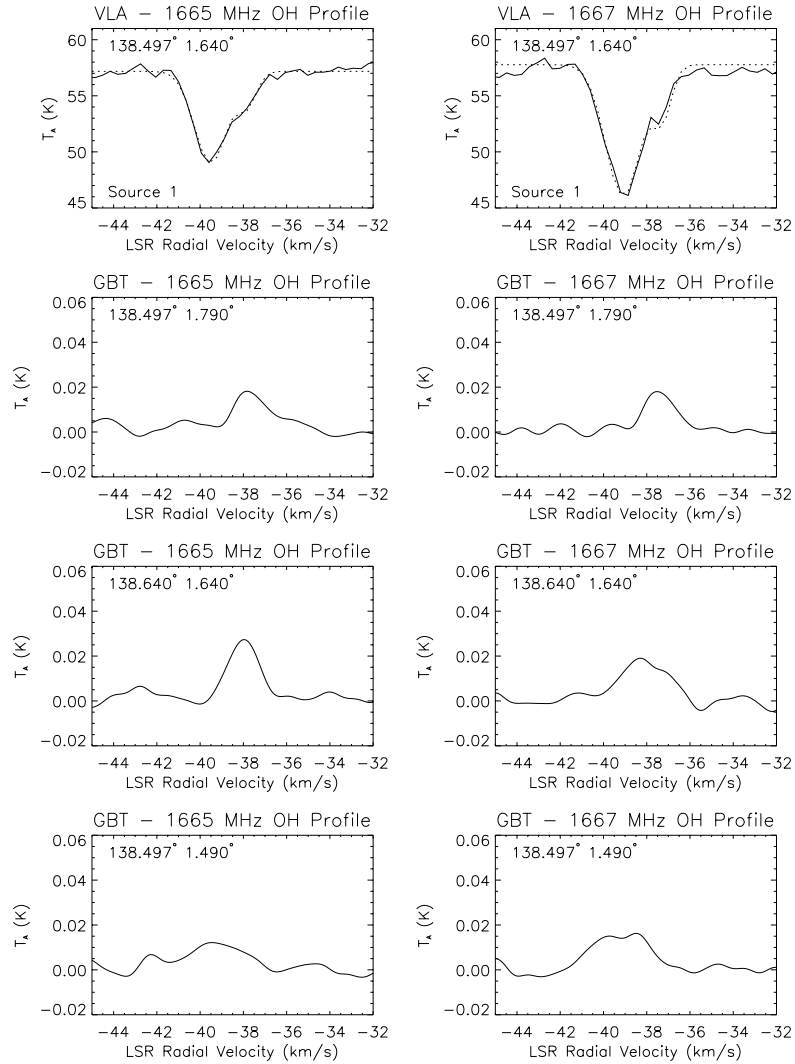 VLA – 1665 MHz OH Profile
138.497° 1.640°
60
55
50
45
T_A (K)
Source 1
−44 −42 −40 −38 −36 −34 −32
LSR Radial Velocity (km/s)
VLA – 1667 MHz OH Profile
138.497° 1.640°
60
55
50
45
T_A (K)
Source 1
−44 −42 −40 −38 −36 −34 −32
LSR Radial Velocity (km/s)
GBT – 1665 MHz OH Profile
138.497° 1.790°
0.06
0.04
0.02
0.00
−0.02
T_A (K)
−44 −42 −40 −38 −36 −34 −32
LSR Radial Velocity (km/s)
GBT – 1667 MHz OH Profile
138.497° 1.790°
0.06
0.04
0.02
0.00
−0.02
T_A (K)
−44 −42 −40 −38 −36 −34 −32
LSR Radial Velocity (km/s)
GBT – 1665 MHz OH Profile
138.640° 1.640°
0.06
0.04
0.02
0.00
−0.02
T_A (K)
−44 −42 −40 −38 −36 −34 −32
LSR Radial Velocity (km/s)
GBT – 1667 MHz OH Profile
138.640° 1.640°
0.06
0.04
0.02
0.00
−0.02
T_A (K)
−44 −42 −40 −38 −36 −34 −32
LSR Radial Velocity (km/s)
GBT – 1665 MHz OH Profile
138.497° 1.490°
0.06
0.04
0.02
0.00
−0.02
T_A (K)
−44 −42 −40 −38 −36 −34 −32
LSR Radial Velocity (km/s)
GBT – 1667 MHz OH Profile
138.497° 1.490°
0.06
0.04
0.02
0.00
−0.02
T_A (K)
−44 −42 −40 −38 −36 −34 −32
LSR Radial Velocity (km/s)